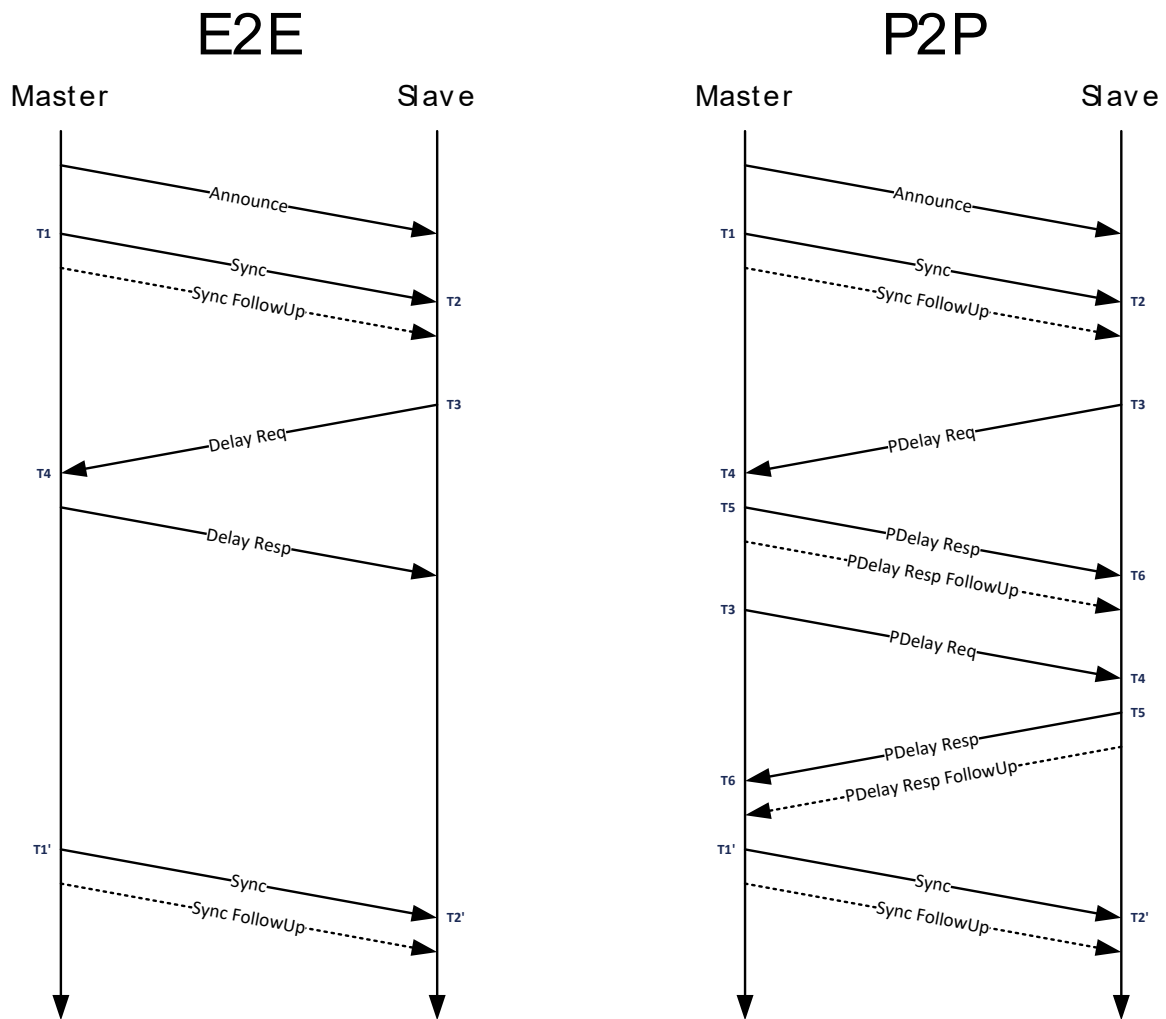 E2E
Master Slave
Announce
T1
Sync
Sync FollowUp
T2
T3
Delay Req
T4
Delay Resp
T1'
Sync
Sync FollowUp
T2'
P2P
Master Slave
Announce
T1
Sync
Sync FollowUp
T2
T3
PDelay Req
T4
T5
PDelay Resp
PDelay Resp FollowUp
T6
T3
PDelay Req
T4
T5
PDelay Resp
PDelay Resp FollowUp
T6
T1'
Sync
Sync FollowUp
T2'